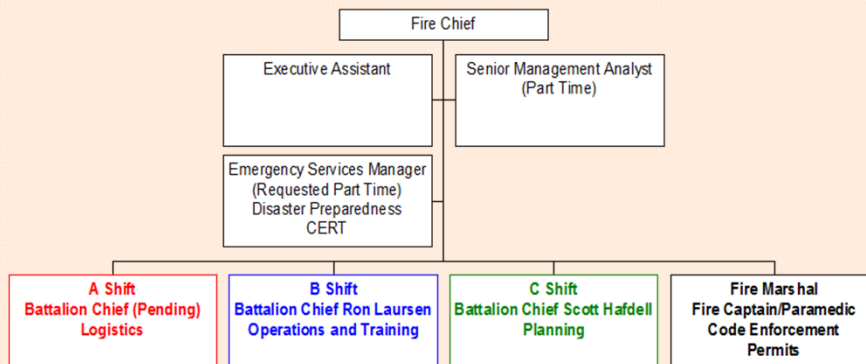 Fire Chief
Executive Assistant
Senior Management Analyst
(Part Time)
Emergency Services Manager
(Requested Part Time)
Disaster Preparedness
CERT
A Shift
Battalion Chief (Pending)
Logistics
B Shift
Battalion Chief Ron Laursen
Operations and Training
C Shift
Battalion Chief Scott Hafdell
Planning
Fire Marshal
Fire Captain/Paramedic
Code Enforcement
Permits